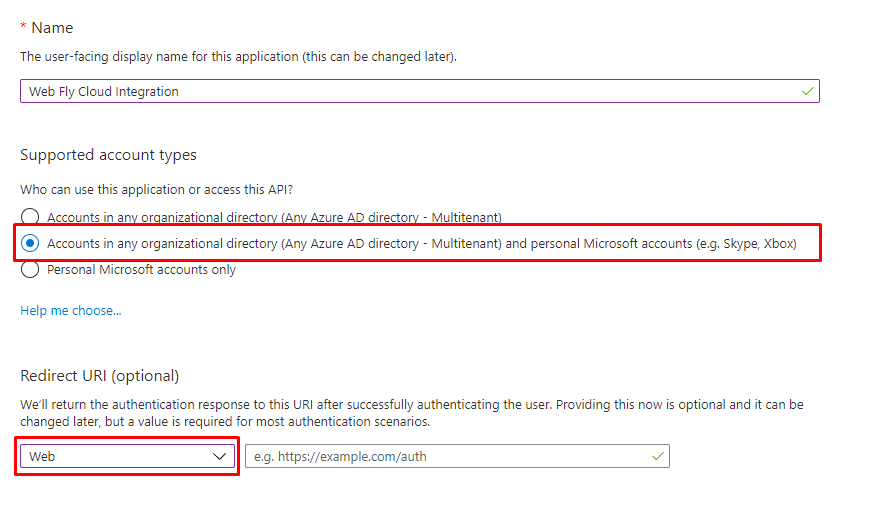 * Name
The user-facing display name for this application (this can be changed later).
Web Fly Cloud Integration
Supported account types
Who can use this application or access this API?
Accounts in any organizational directory (Any Azure AD directory - Multitenant)
Accounts in any organizational directory (Any Azure AD directory - Multitenant) and personal Microsoft accounts (e.g. Skype, Xbox)
Personal Microsoft accounts only
Help me choose...
Redirect URI (optional)
We'll return the authentication response to this URI after successfully authenticating the user. Providing this now is optional and it can be
changed later, but a value is required for most authentication scenarios.
Web e.g. https://example.com/auth